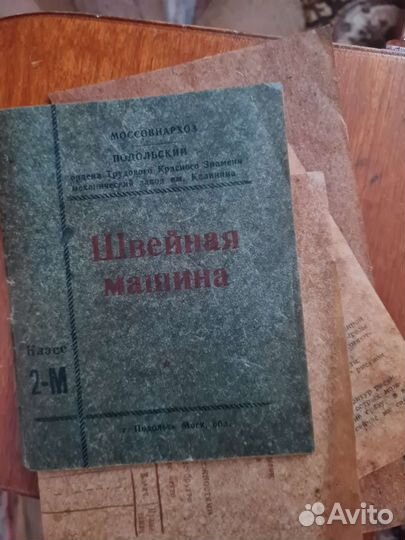 МОССОВНАРХОЗ
ПОДОЛЬСКИЙ
ордена Трудового Красного Знамени
механический завод им. Калинина
Швейная
машина
Класс
2-М
г. Подольск Моск. обл.
Avito